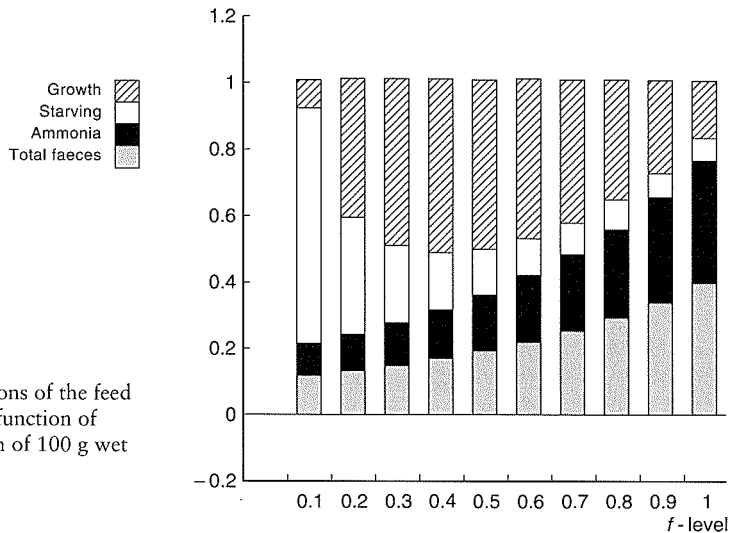 1.2
1
0.8
0.6
0.4
0.2
0
−0.2
Growth
Starving
Ammonia
Total faeces
ons of the feed
function of
n of 100 g wet
0.1 0.2 0.3 0.4 0.5 0.6 0.7 0.8 0.9 1
f - level